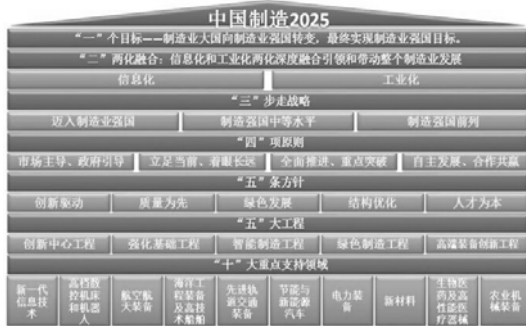 中国制造2025
“一”个目标——制造业大国向制造业强国转变，最终实现制造业强国目标。
“二”两化融合：信息化和工业化两化深度融合引领和带动整个制造业发展
信息化
工业化
“三”步走战略
迈入制造业强国
制造强国中等水平
制造强国前列
“四”项原则
市场主导、政府引导
立足当前、着眼长远
全面推进、重点突破
自主发展、合作共赢
“五”条方针
创新驱动
质量为先
绿色发展
结构优化
人才为本
“五”大工程
创新中心工程
强化基础工程
智能制造工程
绿色制造工程
高端装备创新工程
“十”大重点支持领域
新一代
信息技
术
高档数
控机床
和机器
人
航空航
天装备
海洋工
程装备
及高技
术船舶
先进轨
道交通
装备
节能与
新能源
汽车
电力装
备
新材料
生物医
药及高
性能医
疗器械
农业机
械装备